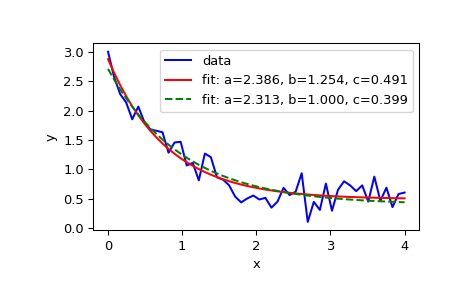 3.0
2.5
2.0
1.5
1.0
0.5
0.0
y
data
fit: a=2.386, b=1.254, c=0.491
fit: a=2.313, b=1.000, c=0.399
0 1 2 3 4
x